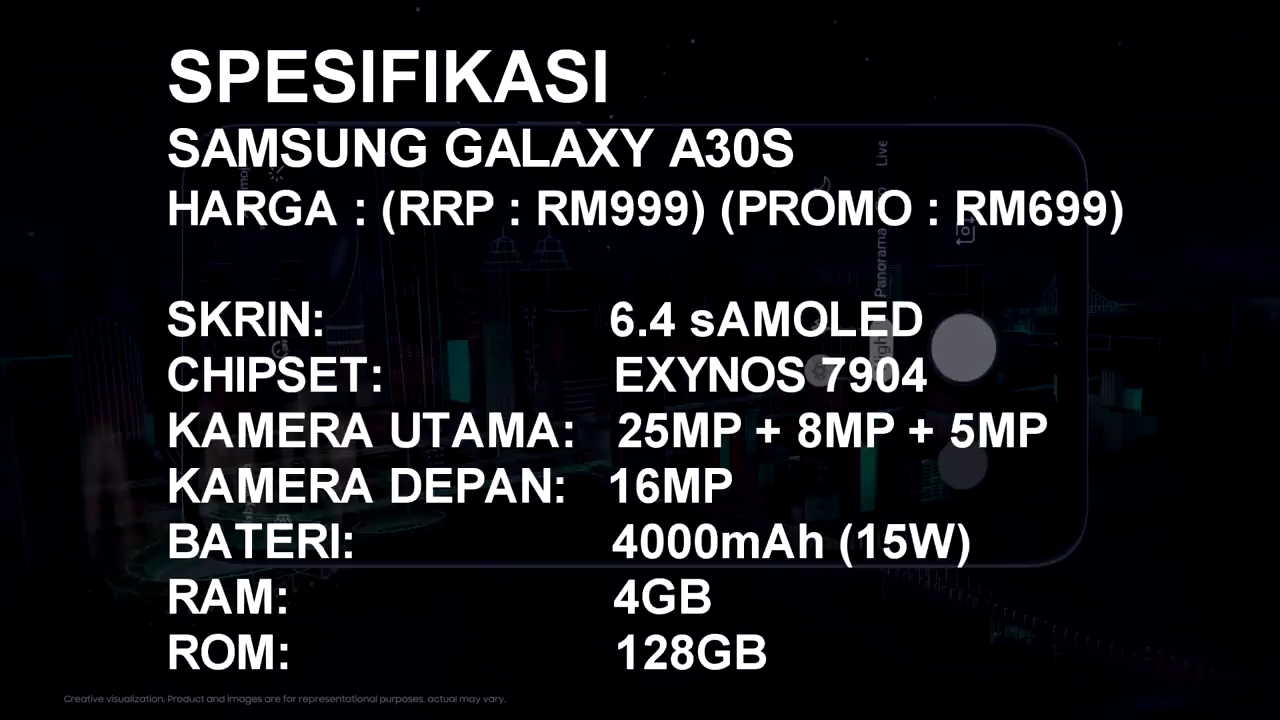 SPESIFIKASI
SAMSUNG GALAXY A30S
HARGA : (RRP : RM999) (PROMO : RM699)
SKRIN: 6.4 sAMOLED
CHIPSET: EXYNOS 7904
KAMERA UTAMA: 25MP + 8MP + 5MP
KAMERA DEPAN: 16MP
BATERI: 4000mAh (15W)
RAM: 4GB
ROM: 128GB
Live
Panorama
Creative visualization. Product and images are for representational purposes, actual may vary.